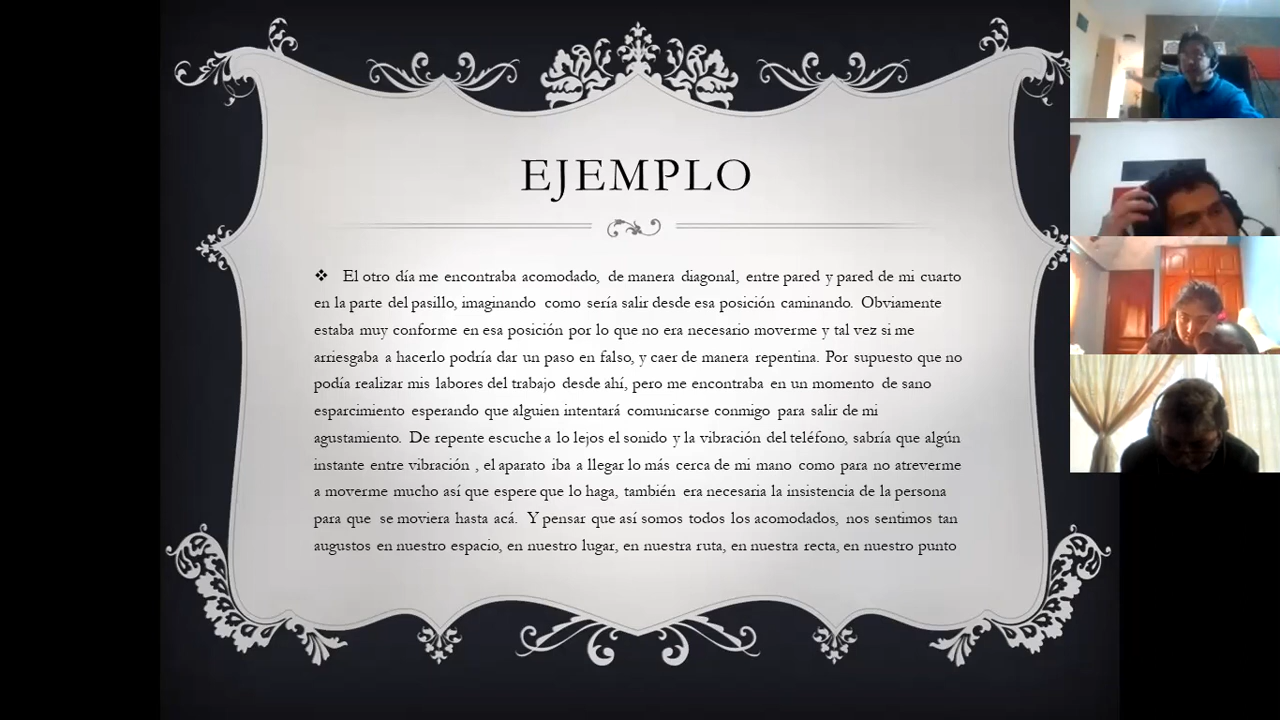 EJEMPLO
❖ El otro día me encontraba acomodado, de manera diagonal, entre pared y pared de mi cuarto
en la parte del pasillo, imaginando como sería salir desde esa posición caminando. Obviamente
estaba muy conforme en esa posición por lo que no era necesario moverme y tal vez si me
arriesgaba a hacerlo podría dar un paso en falso, y caer de manera repentina. Por supuesto que no
podía realizar mis labores del trabajo desde ahí, pero me encontraba en un momento de sano
esparcimiento esperando que alguien intentará comunicarse conmigo para salir de mi
agustamiento. De repente escuche a lo lejos el sonido y la vibración del teléfono, sabría que algún
instante entre vibración , el aparato iba a llegar lo más cerca de mi mano como para no atreverme
a moverme mucho así que espere que lo haga, también era necesaria la insistencia de la persona
para que se moviera hasta acá. Y pensar que así somos todos los acomodados, nos sentimos tan
augustos en nuestro espacio, en nuestro lugar, en nuestra ruta, en nuestra recta, en nuestro punto